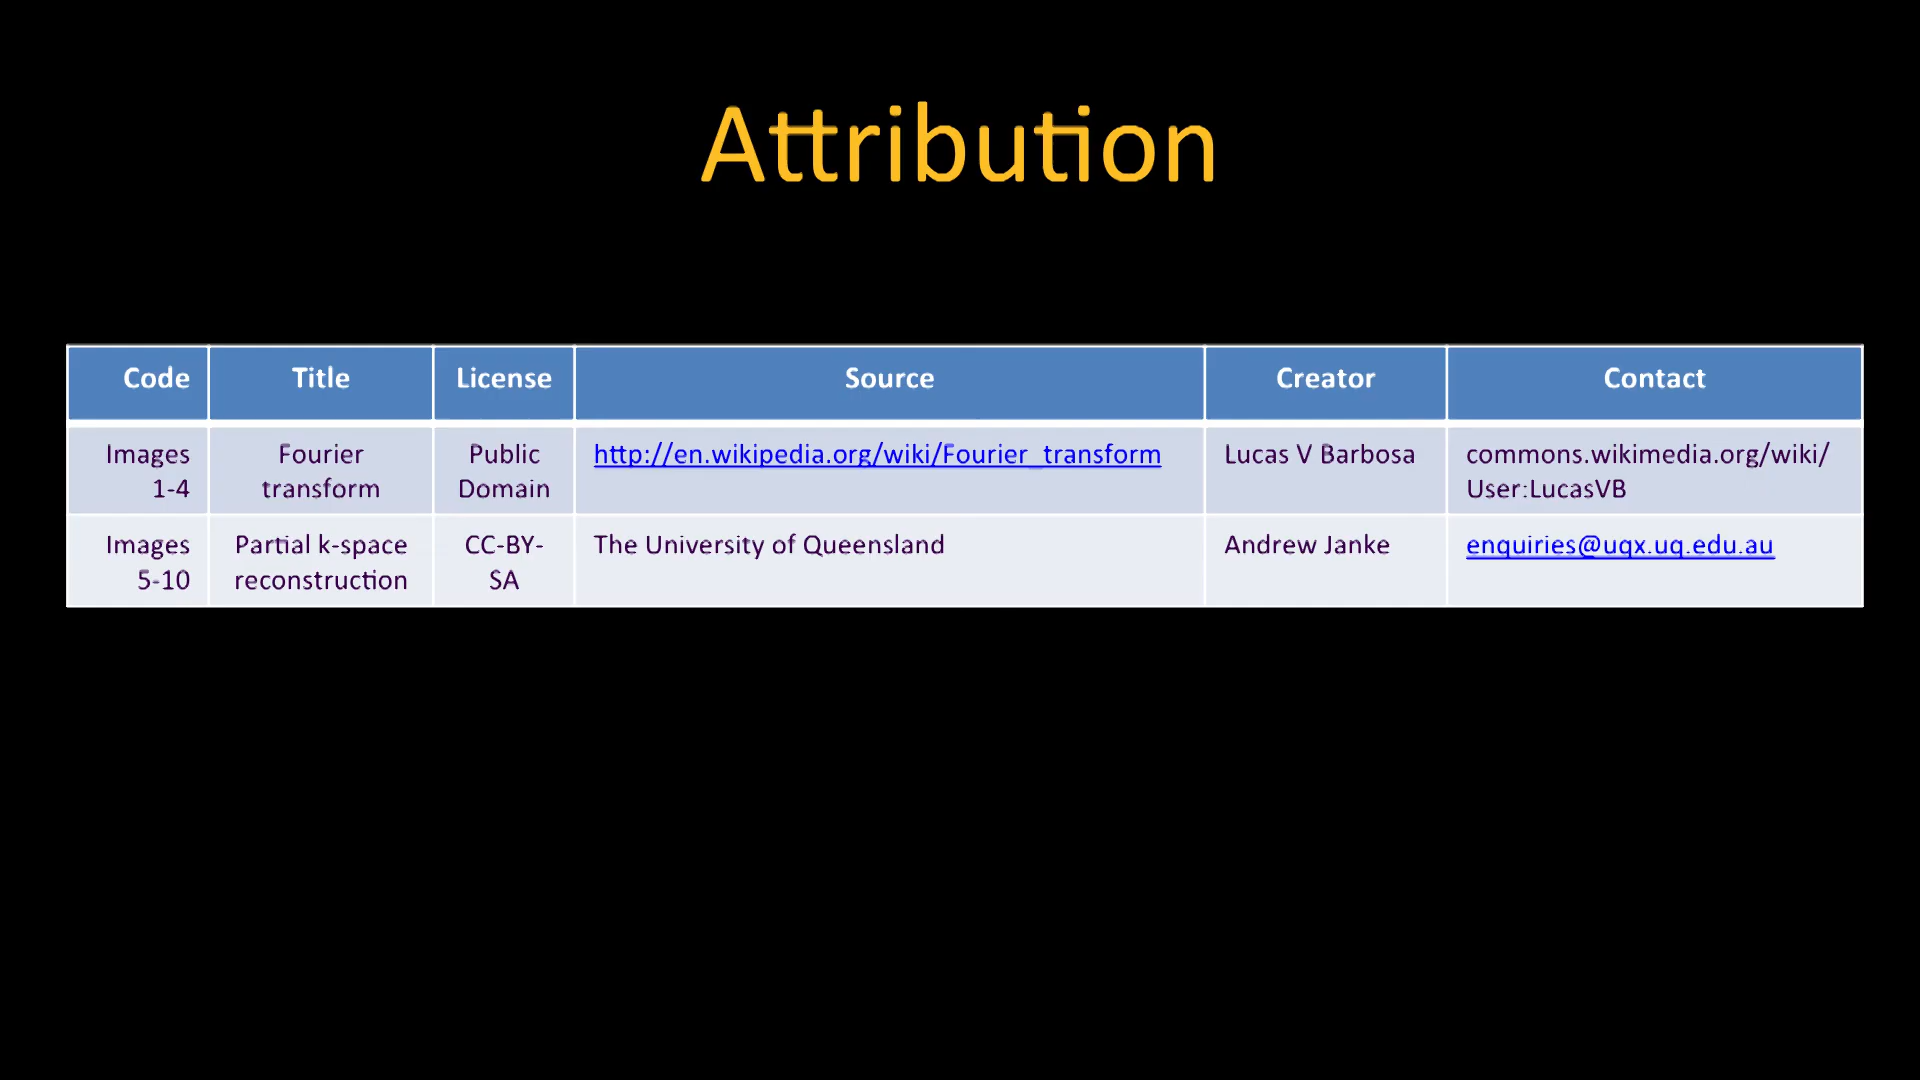 Attribution
Code Title License Source Creator Contact
Images Fourier Public http://en.wikipedia.org/wiki/Fourier_transform Lucas V Barbosa commons.wikimedia.org/wiki/
1-4 transform Domain User:LucasVB
Images Partial k-space CC-BY- The University of Queensland Andrew Janke enquiries@uqx.uq.edu.au
5-10 reconstruction SA